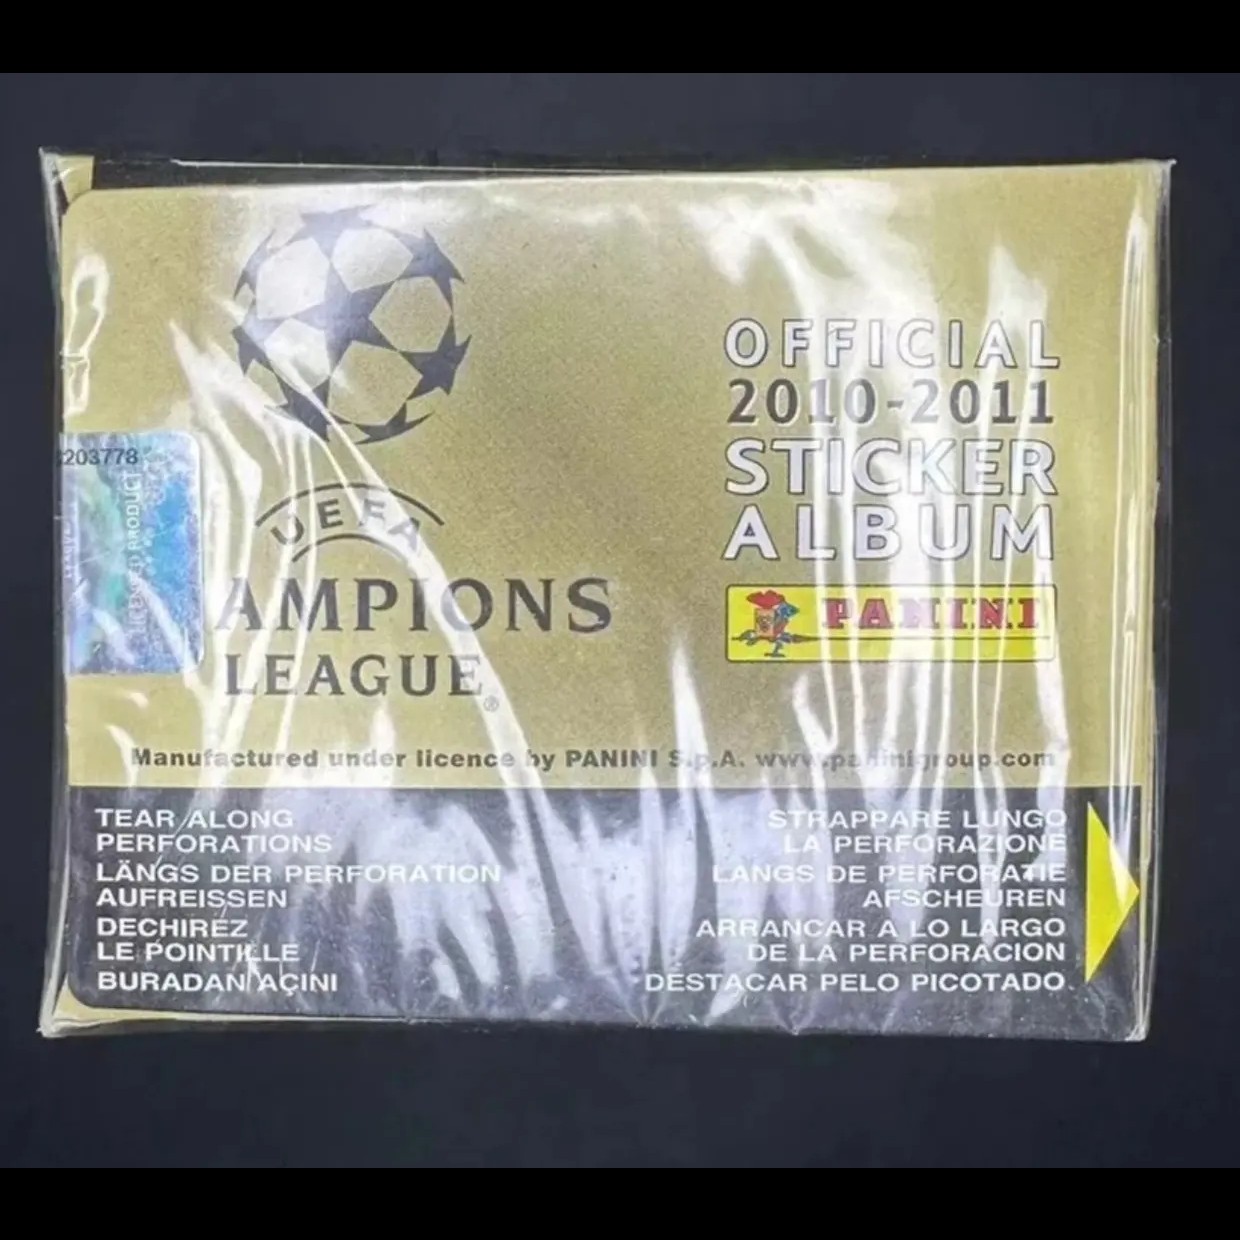 OFFICIAL
2010-2011
STICKER
ALBUM
PANINI
203778
LICENSED PRODUCT
UEFA
AMPIONS
LEAGUE®
Manufactured under licence by PANINI S.p.A. www.paninigroup.com
TEAR ALONG
PERFORATIONS
LÄNGS DER PERFORATION
AUFREISSEN
DECHIREZ
LE POINTILLE
BURADAN AÇINI
STRAPPARE LUNGO
LA PERFORAZIONE
LANGS DE PERFORATIE
AFSCHEUREN
ARRANCAR A LO LARGO
DE LA PERFORACION
DESTACAR PELO PICOTADO